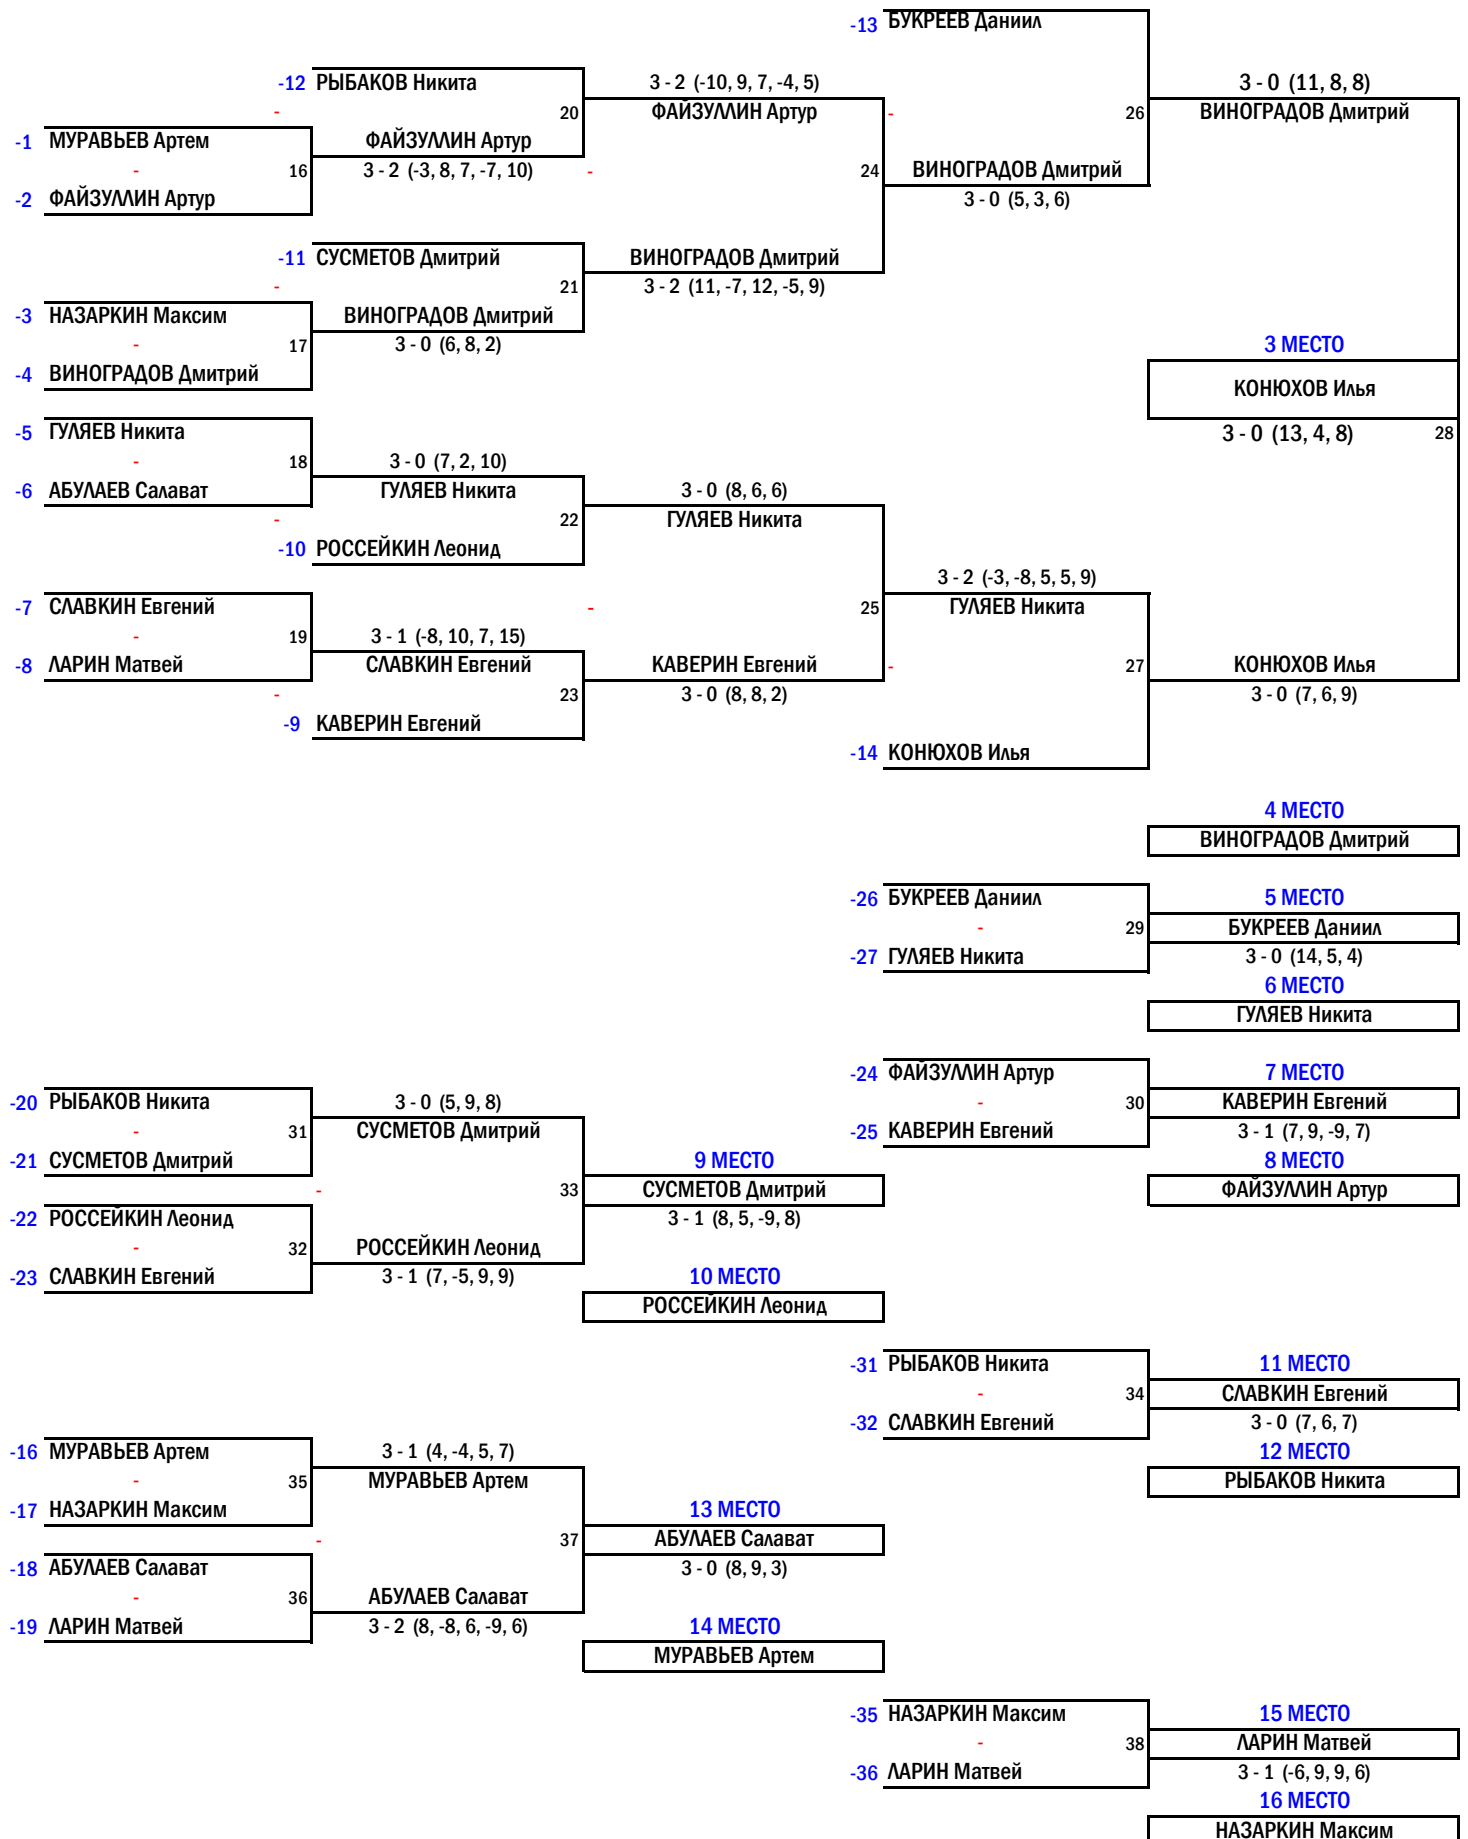 -13 БУКРЕЕВ Даниил
-12 РЫБАКОВ Никита 3 - 2 (-10, 9, 7, -4, 5) 3 - 0 (11, 8, 8)
- 20 ФАЙЗУЛЛИН Артур - 26 ВИНОГРАДОВ Дмитрий
-1 МУРАВЬЕВ Артем ФАЙЗУЛЛИН Артур
- 16 3 - 2 (-3, 8, 7, -7, 10) - 24 ВИНОГРАДОВ Дмитрий
-2 ФАЙЗУЛЛИН Артур 3 - 0 (5, 3, 6)
-11 СУСМЕТОВ Дмитрий ВИНОГРАДОВ Дмитрий
- 21 3 - 2 (11, -7, 12, -5, 9)
-3 НАЗАРКИН Максим ВИНОГРАДОВ Дмитрий
- 17 3 - 0 (6, 8, 2) 3 МЕСТО
-4 ВИНОГРАДОВ Дмитрий КОНЮХОВ Илья
-5 ГУЛЯЕВ Никита 3 - 0 (13, 4, 8) 28
- 18 3 - 0 (7, 2, 10)
-6 АБУЛАЕВ Салават ГУЛЯЕВ Никита 3 - 0 (8, 6, 6)
- 22 ГУЛЯЕВ Никита
-10 РОССЕЙКИН Леонид
3 - 2 (-3, -8, 5, 5, 9)
-7 СЛАВКИН Евгений - 25 ГУЛЯЕВ Никита
- 19 3 - 1 (-8, 10, 7, 15)
-8 ЛАРИН Матвей СЛАВКИН Евгений КАВЕРИН Евгений - 27 КОНЮХОВ Илья
- 23 3 - 0 (8, 8, 2) 3 - 0 (7, 6, 9)
-9 КАВЕРИН Евгений
-14 КОНЮХОВ Илья
4 МЕСТО
ВИНОГРАДОВ Дмитрий
-26 БУКРЕЕВ Даниил 5 МЕСТО
- 29 БУКРЕЕВ Даниил
-27 ГУЛЯЕВ Никита 3 - 0 (14, 5, 4)
6 МЕСТО
ГУЛЯЕВ Никита
-24 ФАЙЗУЛЛИН Артур 7 МЕСТО
-20 РЫБАКОВ Никита 3 - 0 (5, 9, 8) - 30 КАВЕРИН Евгений
- 31 СУСМЕТОВ Дмитрий -25 КАВЕРИН Евгений 3 - 1 (7, 9, -9, 7)
-21 СУСМЕТОВ Дмитрий 9 МЕСТО 8 МЕСТО
- 33 СУСМЕТОВ Дмитрий ФАЙЗУЛЛИН Артур
-22 РОССЕЙКИН Леонид 3 - 1 (8, 5, -9, 8)
- 32 РОССЕЙКИН Леонид
-23 СЛАВКИН Евгений 3 - 1 (7, -5, 9, 9) 10 МЕСТО
РОССЕЙКИН Леонид
-31 РЫБАКОВ Никита 11 МЕСТО
- 34 СЛАВКИН Евгений
-32 СЛАВКИН Евгений 3 - 0 (7, 6, 7)
-16 МУРАВЬЕВ Артем 3 - 1 (4, -4, 5, 7) 12 МЕСТО
- 35 МУРАВЬЕВ Артем РЫБАКОВ Никита
-17 НАЗАРКИН Максим 13 МЕСТО
- 37 АБУЛАЕВ Салават
-18 АБУЛАЕВ Салават 3 - 0 (8, 9, 3)
- 36 АБУЛАЕВ Салават
-19 ЛАРИН Матвей 3 - 2 (8, -8, 6, -9, 6) 14 МЕСТО
МУРАВЬЕВ Артем
-35 НАЗАРКИН Максим 15 МЕСТО
- 38 ЛАРИН Матвей
-36 ЛАРИН Матвей 3 - 1 (-6, 9, 9, 6)
16 МЕСТО
НАЗАРКИН Максим